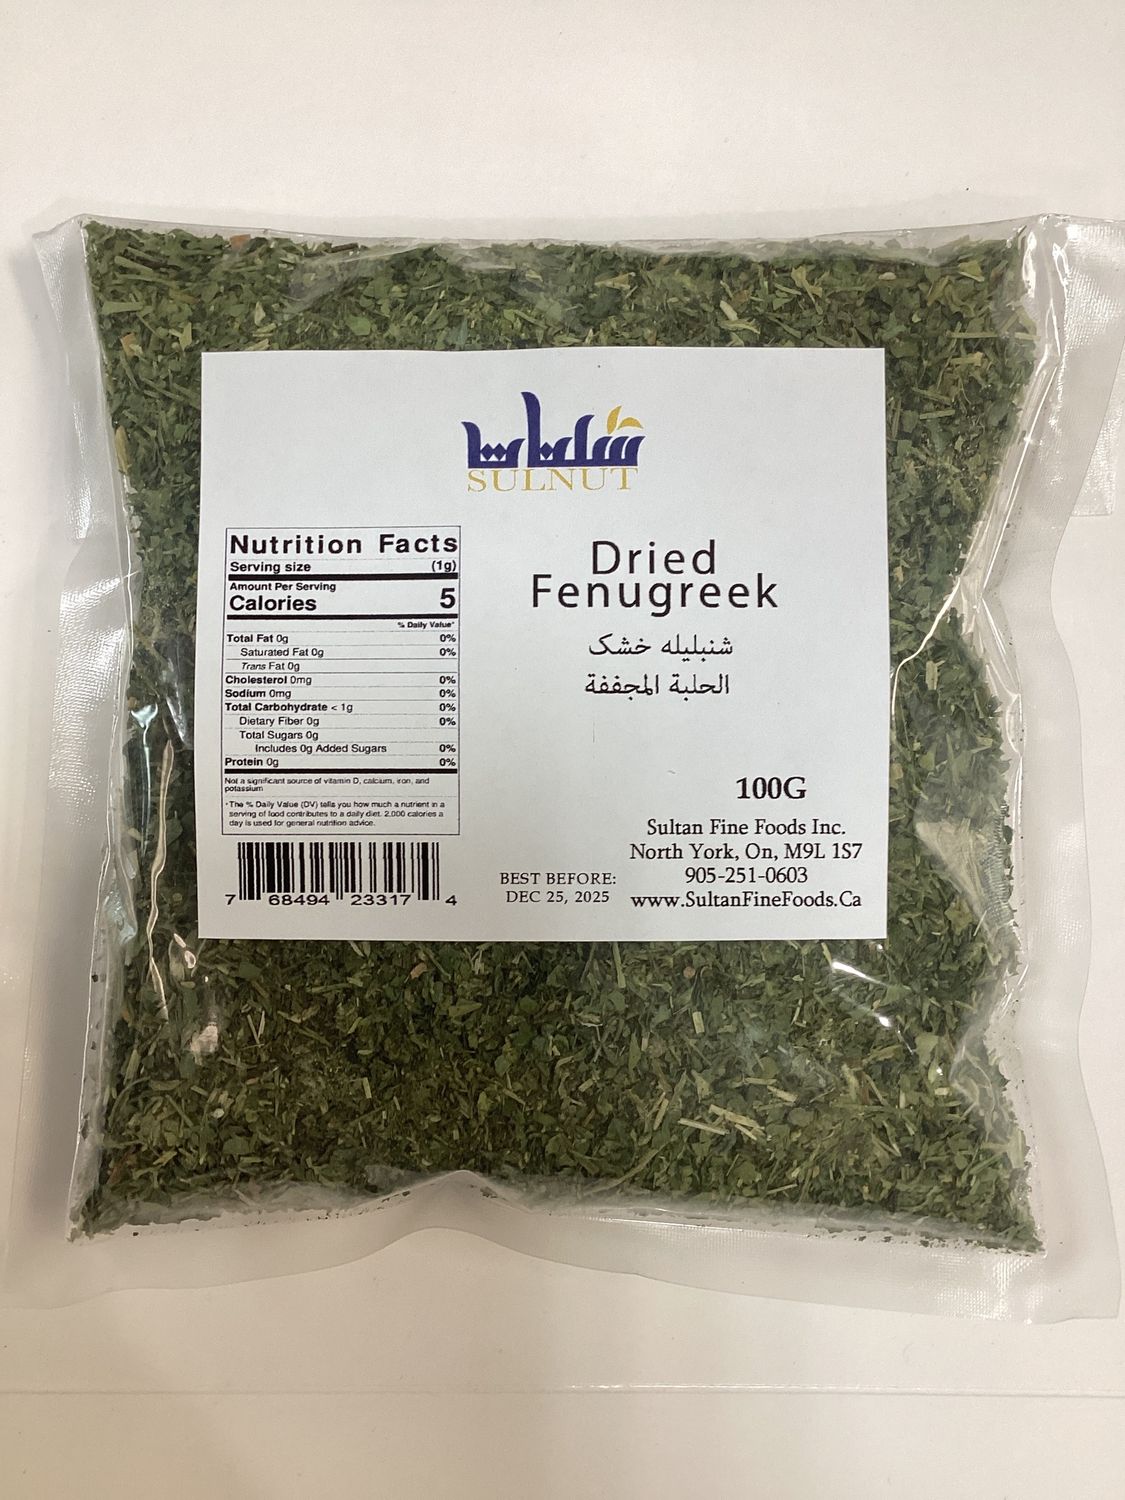 SULNUT
Nutrition Facts
Serving size (1g)
Amount Per Serving
Calories 5
% Daily Value*
Total Fat 0g 0%
Saturated Fat 0g 0%
Trans Fat 0g
Cholesterol 0mg 0%
Sodium 0mg 0%
Total Carbohydrate < 1g 0%
Dietary Fiber 0g 0%
Total Sugars 0g
Includes 0g Added Sugars 0%
Protein 0g 0%
Not a significant source of vitamin D, calcium, iron, and
potassium
*The % Daily Value (DV) tells you how much a nutrient in a
serving of food contributes to a daily diet. 2,000 calories a
day is used for general nutrition advice.
7 68494 23317 4
Dried
Fenugreek
شنبلیله خشک
الحلبة المجففة
100G
Sultan Fine Foods Inc.
North York, On, M9L 1S7
905-251-0603
www.SultanFineFoods.Ca
BEST BEFORE:
DEC 25, 2025